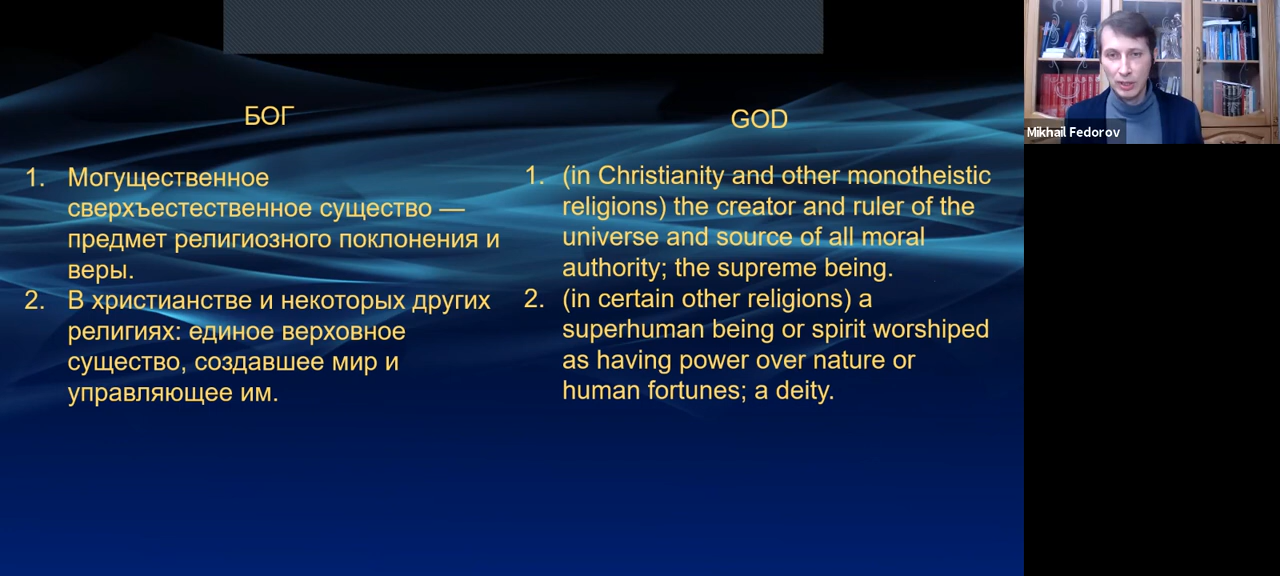 БОГ
1. Могущественное
сверхъестественное существо —
предмет религиозного поклонения и
веры.
2. В христианстве и некоторых других
религиях: единое верховное
существо, создавшее мир и
управляющее им.
GOD
1. (in Christianity and other monotheistic
religions) the creator and ruler of the
universe and source of all moral
authority; the supreme being.
2. (in certain other religions) a
superhuman being or spirit worshiped
as having power over nature or
human fortunes; a deity.
Mikhail Fedorov